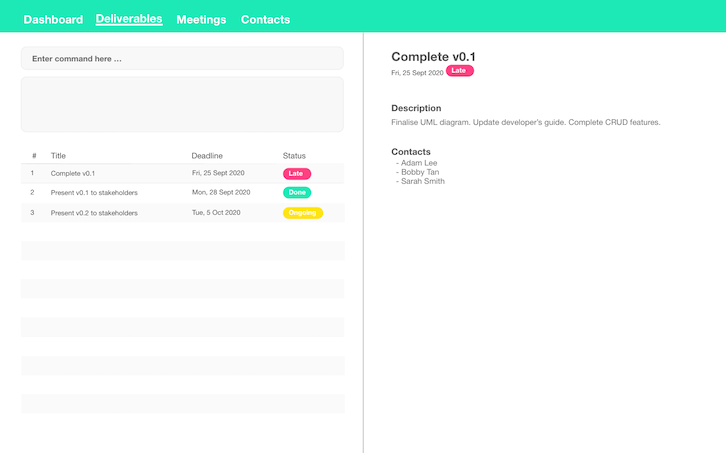 Dashboard Deliverables Meetings Contacts
Enter command here ...
# Title Deadline Status
1 Complete v0.1 Fri, 25 Sept 2020 Late
2 Present v0.1 to stakeholders Mon, 28 Sept 2020 Done
3 Present v0.2 to stakeholders Tue, 5 Oct 2020 Ongoing
Complete v0.1
Fri, 25 Sept 2020 Late
Description
Finalise UML diagram. Update developer's guide. Complete CRUD features.
Contacts
- Adam Lee
- Bobby Tan
- Sarah Smith